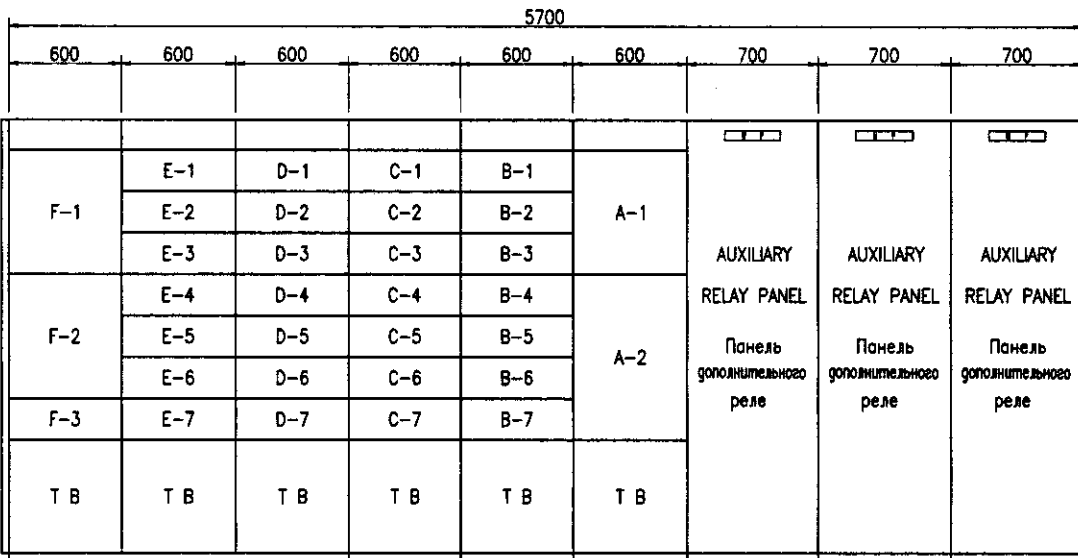 5700
600 600 600 600 600 600 700 700 700
E-1 D-1 C-1 B-1
F-1 E-2 D-2 C-2 B-2 A-1
E-3 D-3 C-3 B-3
AUXILIARY AUXILIARY AUXILIARY
E-4 D-4 C-4 B-4
RELAY PANEL RELAY PANEL RELAY PANEL
F-2 E-5 D-5 C-5 B-5
A-2
Панель Панель Панель
E-6 D-6 C-6 B-6
дополнительного дополнительного дополнительного
реле реле реле
F-3 E-7 D-7 C-7 B-7
T B T B T B T B T B T B